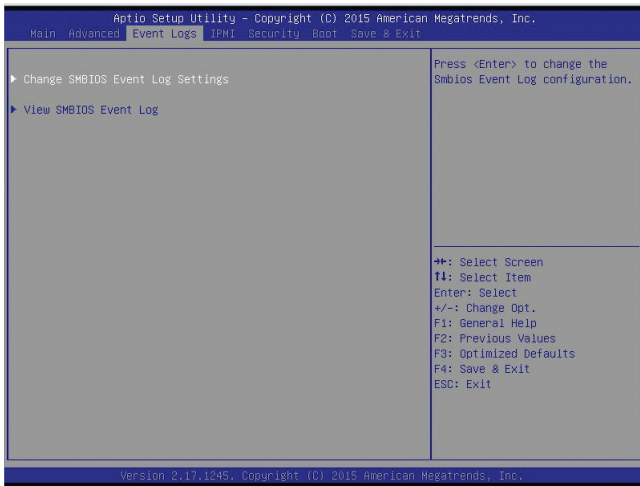 Aptio Setup Utility – Copyright (C) 2015 American Megatrends, Inc.
Main Advanced Event Logs IPMI Security Boot Save & Exit
▶ Change SMBIOS Event Log Settings
▶ View SMBIOS Event Log
Press <Enter> to change the
Smbios Event Log configuration.
→←: Select Screen
↑↓: Select Item
Enter: Select
+/-: Change Opt.
F1: General Help
F2: Previous Values
F3: Optimized Defaults
F4: Save & Exit
ESC: Exit
Version 2.17.1245. Copyright (C) 2015 American Megatrends, Inc.